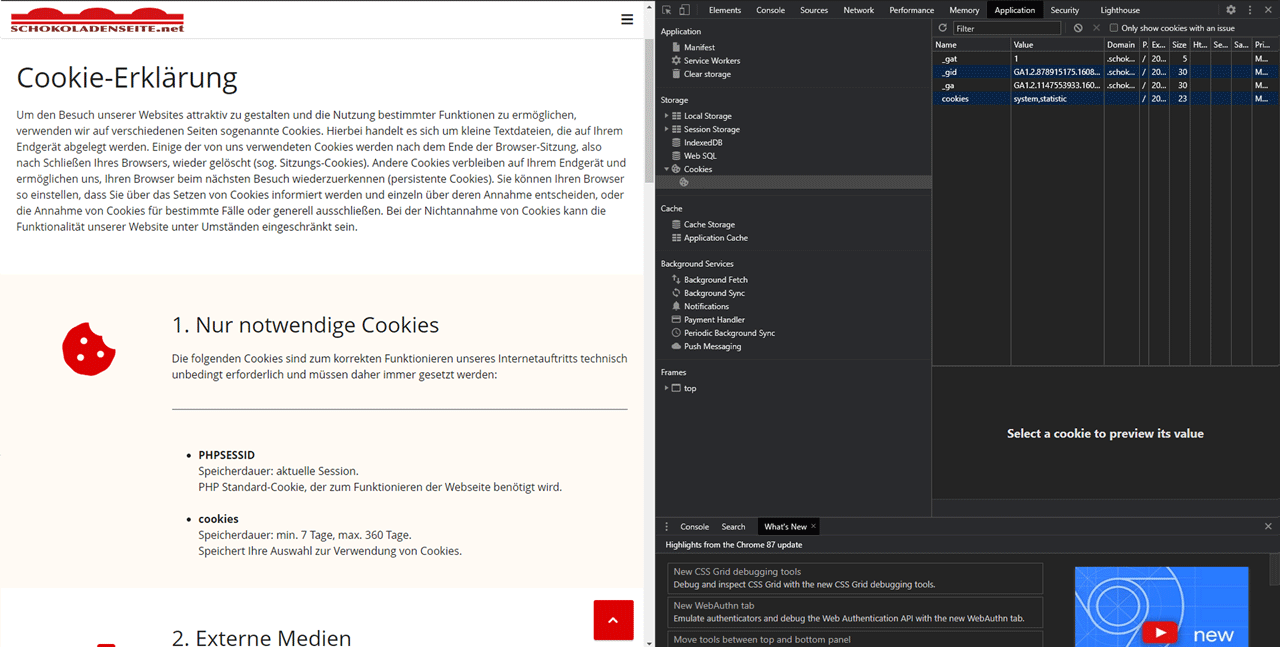 SCHOKOLADENSEITE.net
Cookie-Erklärung
Um den Besuch unserer Websites attraktiv zu gestalten und die Nutzung bestimmter Funktionen zu ermöglichen,
verwenden wir auf verschiedenen Seiten sogenannte Cookies. Hierbei handelt es sich um kleine Textdateien, die auf Ihrem
Endgerät abgelegt werden. Einige der von uns verwendeten Cookies werden nach dem Ende der Browser-Sitzung, also
nach Schließen Ihres Browsers, wieder gelöscht (sog. Sitzungs-Cookies). Andere Cookies verbleiben auf Ihrem Endgerät und
ermöglichen uns, Ihren Browser beim nächsten Besuch wiederzuerkennen (persistente Cookies). Sie können Ihren Browser
so einstellen, dass Sie über das Setzen von Cookies informiert werden und einzeln über deren Annahme entscheiden, oder
die Annahme von Cookies für bestimmte Fälle oder generell ausschließen. Bei der Nichtannahme von Cookies kann die
Funktionalität unserer Website unter Umständen eingeschränkt sein.
1. Nur notwendige Cookies
Die folgenden Cookies sind zum korrekten Funktionieren unseres Internetauftritts technisch
unbedingt erforderlich und müssen daher immer gesetzt werden:
• PHPSESSID
Speicherdauer: aktuelle Session.
PHP Standard-Cookie, der zum Funktionieren der Webseite benötigt wird.
• cookies
Speicherdauer: min. 7 Tage, max. 360 Tage.
Speichert Ihre Auswahl zur Verwendung von Cookies.
2. Externe Medien
Elements Console Sources Network Performance Memory Application Security Lighthouse
Application
Manifest
Service Workers
Clear storage
Storage
Local Storage
Session Storage
IndexedDB
Web SQL
Cookies
Cache
Cache Storage
Application Cache
Background Services
Background Fetch
Background Sync
Notifications
Payment Handler
Periodic Background Sync
Push Messaging
Frames
top
Filter Only show cookies with an issue
Name Value Domain P. Ex... Size Ht... Se... Sa... Pri...
_gat 1 .schok... / 20... 5 M...
_gid GA1.2.878915175.1608... .schok... / 20... 30 M...
_ga GA1.2.1147553933.160... .schok... / 20... 30 M...
cookies system,statistic / 20... 23 M...
Select a cookie to preview its value
Console Search What's New
Highlights from the Chrome 87 update
New CSS Grid debugging tools
Debug and inspect CSS Grid with the new CSS Grid debugging tools.
New WebAuthn tab
Emulate authenticators and debug the Web Authentication API with the new WebAuthn tab.
Move tools between top and bottom panel
new